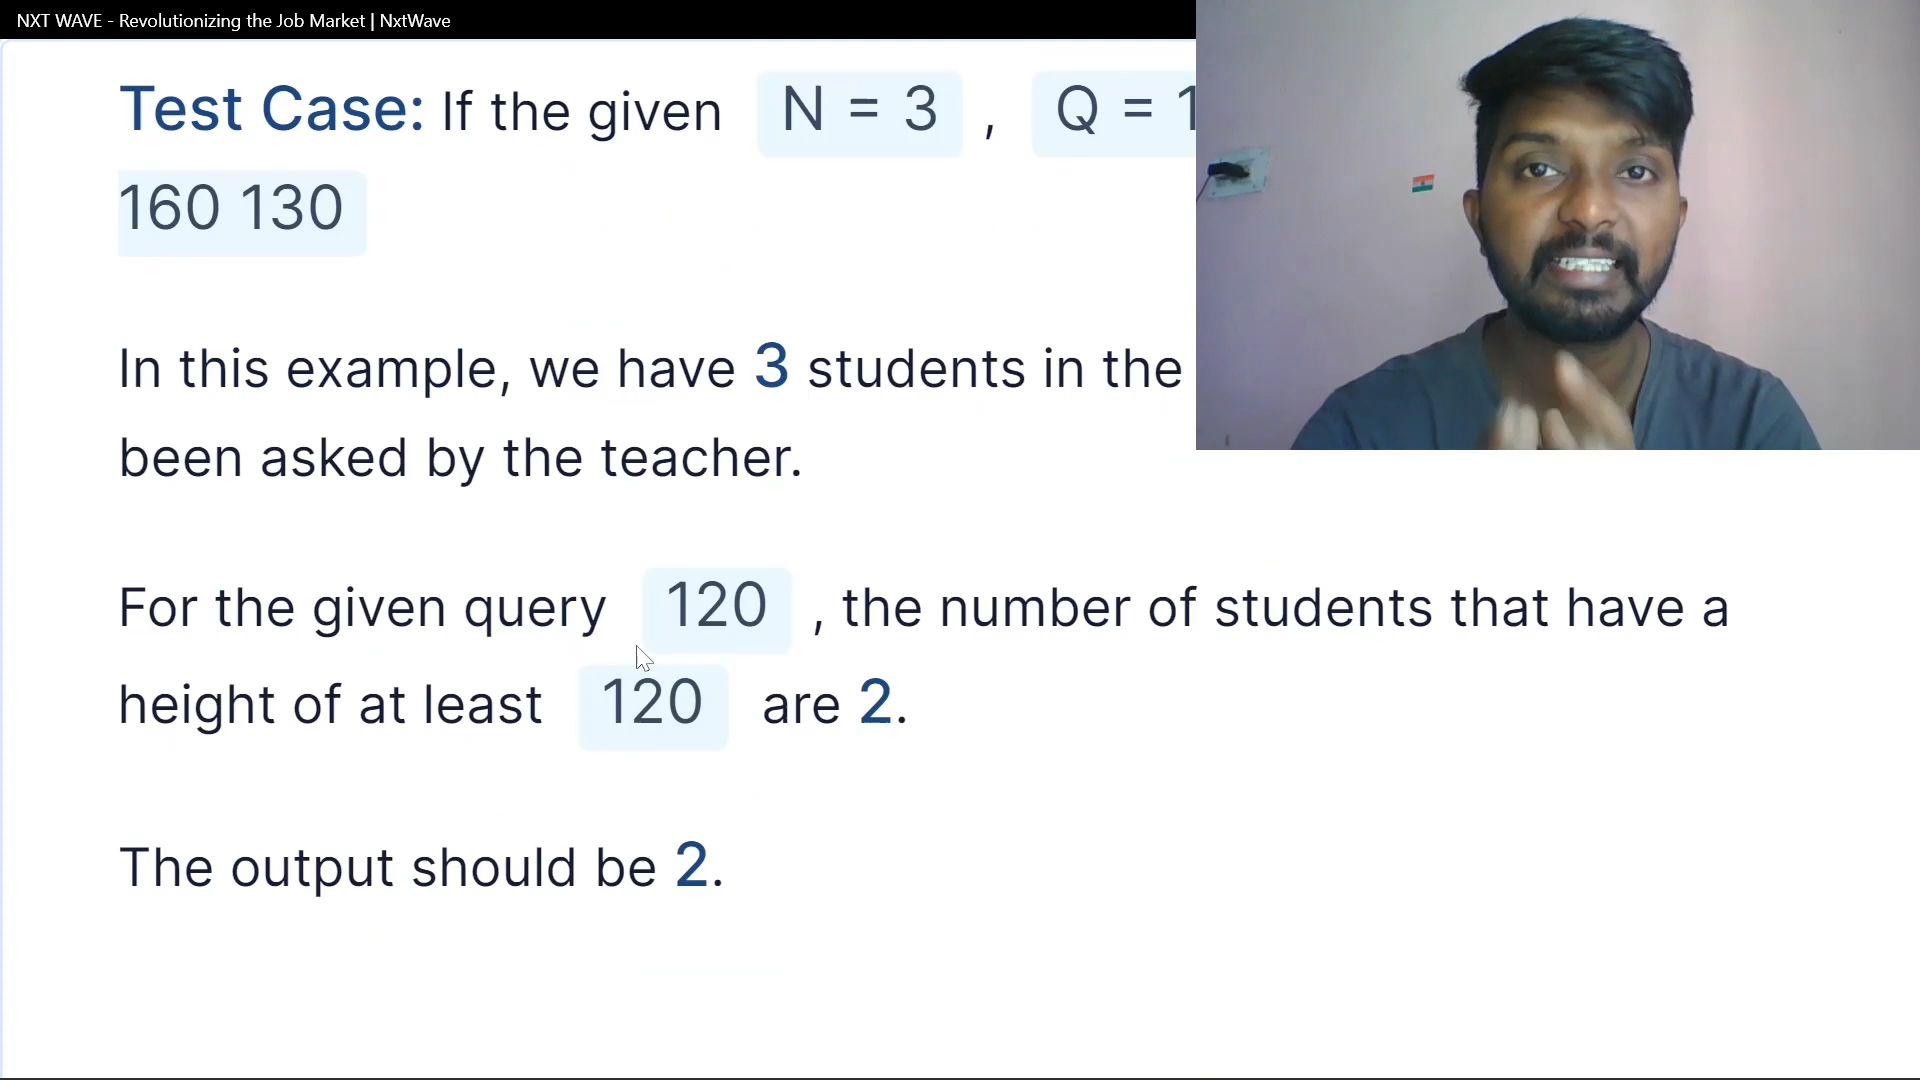 NXT WAVE - Revolutionizing the Job Market | NxtWave
Test Case: If the given N = 3 , Q = 1
160 130
In this example, we have 3 students in the
been asked by the teacher.
For the given query 120 , the number of students that have a
height of at least 120 are 2.
The output should be 2.